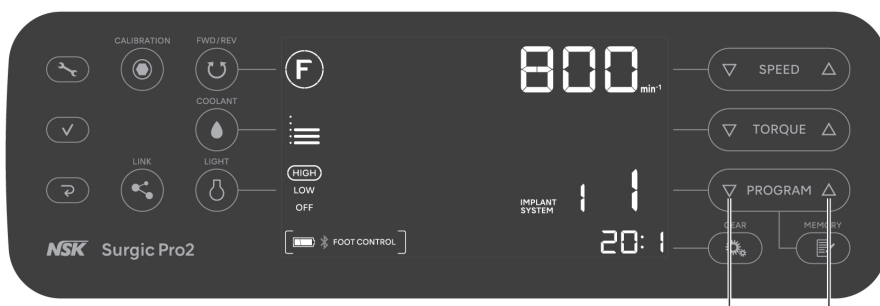 CALIBRATION
FWD/REV
COOLANT
LINK
LIGHT
NSK Surgic Pro2
F
800 min-1
HIGH
LOW
OFF
IMPLANT SYSTEM 1 1
FOOT CONTROL
20:1
▽ SPEED △
▽ TORQUE △
▽ PROGRAM △
GEAR
MEMORY